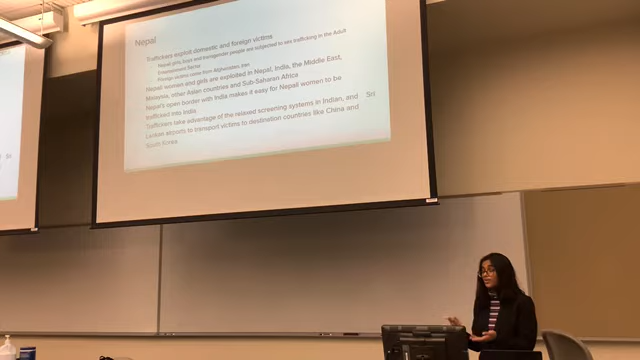 Nepal
Traffickers exploit domestic and foreign victims
Nepali girls, boys and transgender people are subjected to sex trafficking in the Adult
Entertainment Sector
Foreign victims come from Afghanistan, Iran
Nepali women and girls are exploited in Nepal, India, the Middle East,
Malaysia, other Asian countries and Sub-Saharan Africa
Nepal's open border with India makes it easy for Nepali women to be
trafficked into India
Traffickers take advantage of the relaxed screening systems in Indian, and Sri
Lankan airports to transport victims to destination countries like China and
South Korea